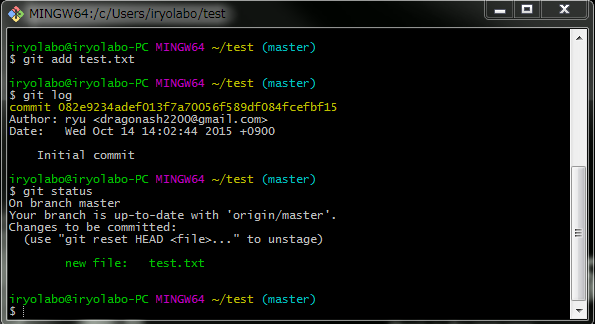 MINGW64:/c/Users/iryolabo/test
iryolabo@iryolabo-PC MINGW64 ~/test (master)
$ git add test.txt
iryolabo@iryolabo-PC MINGW64 ~/test (master)
$ git log
commit 082e9234adef013f7a70056f589df084fcefbf15
Author: ryu <dragonash2200@gmail.com>
Date:   Wed Oct 14 14:02:44 2015 +0900
    Initial commit
iryolabo@iryolabo-PC MINGW64 ~/test (master)
$ git status
On branch master
Your branch is up-to-date with 'origin/master'.
Changes to be committed:
  (use "git reset HEAD <file>..." to unstage)
        new file:   test.txt
iryolabo@iryolabo-PC MINGW64 ~/test (master)
$